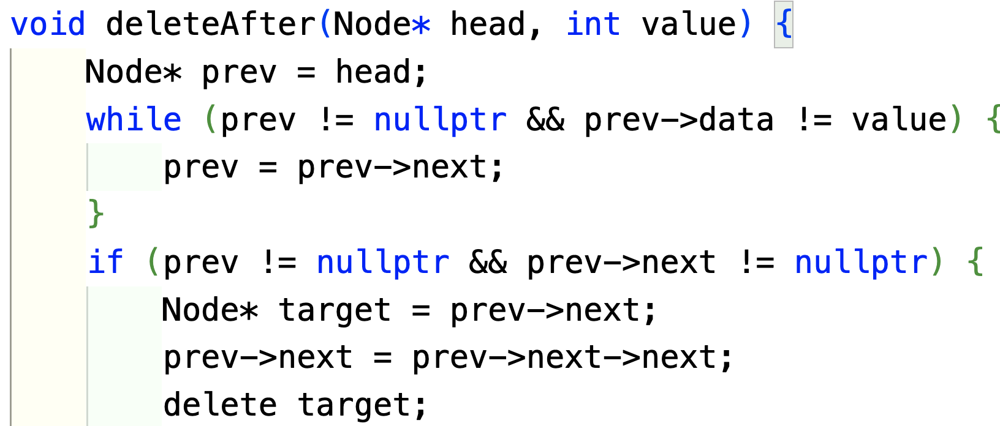 void deleteAfter(Node* head, int value) {
    Node* prev = head;
    while (prev != nullptr && prev->data != value) {
        prev = prev->next;
    }
    if (prev != nullptr && prev->next != nullptr) {
        Node* target = prev->next;
        prev->next = prev->next->next;
        delete target;